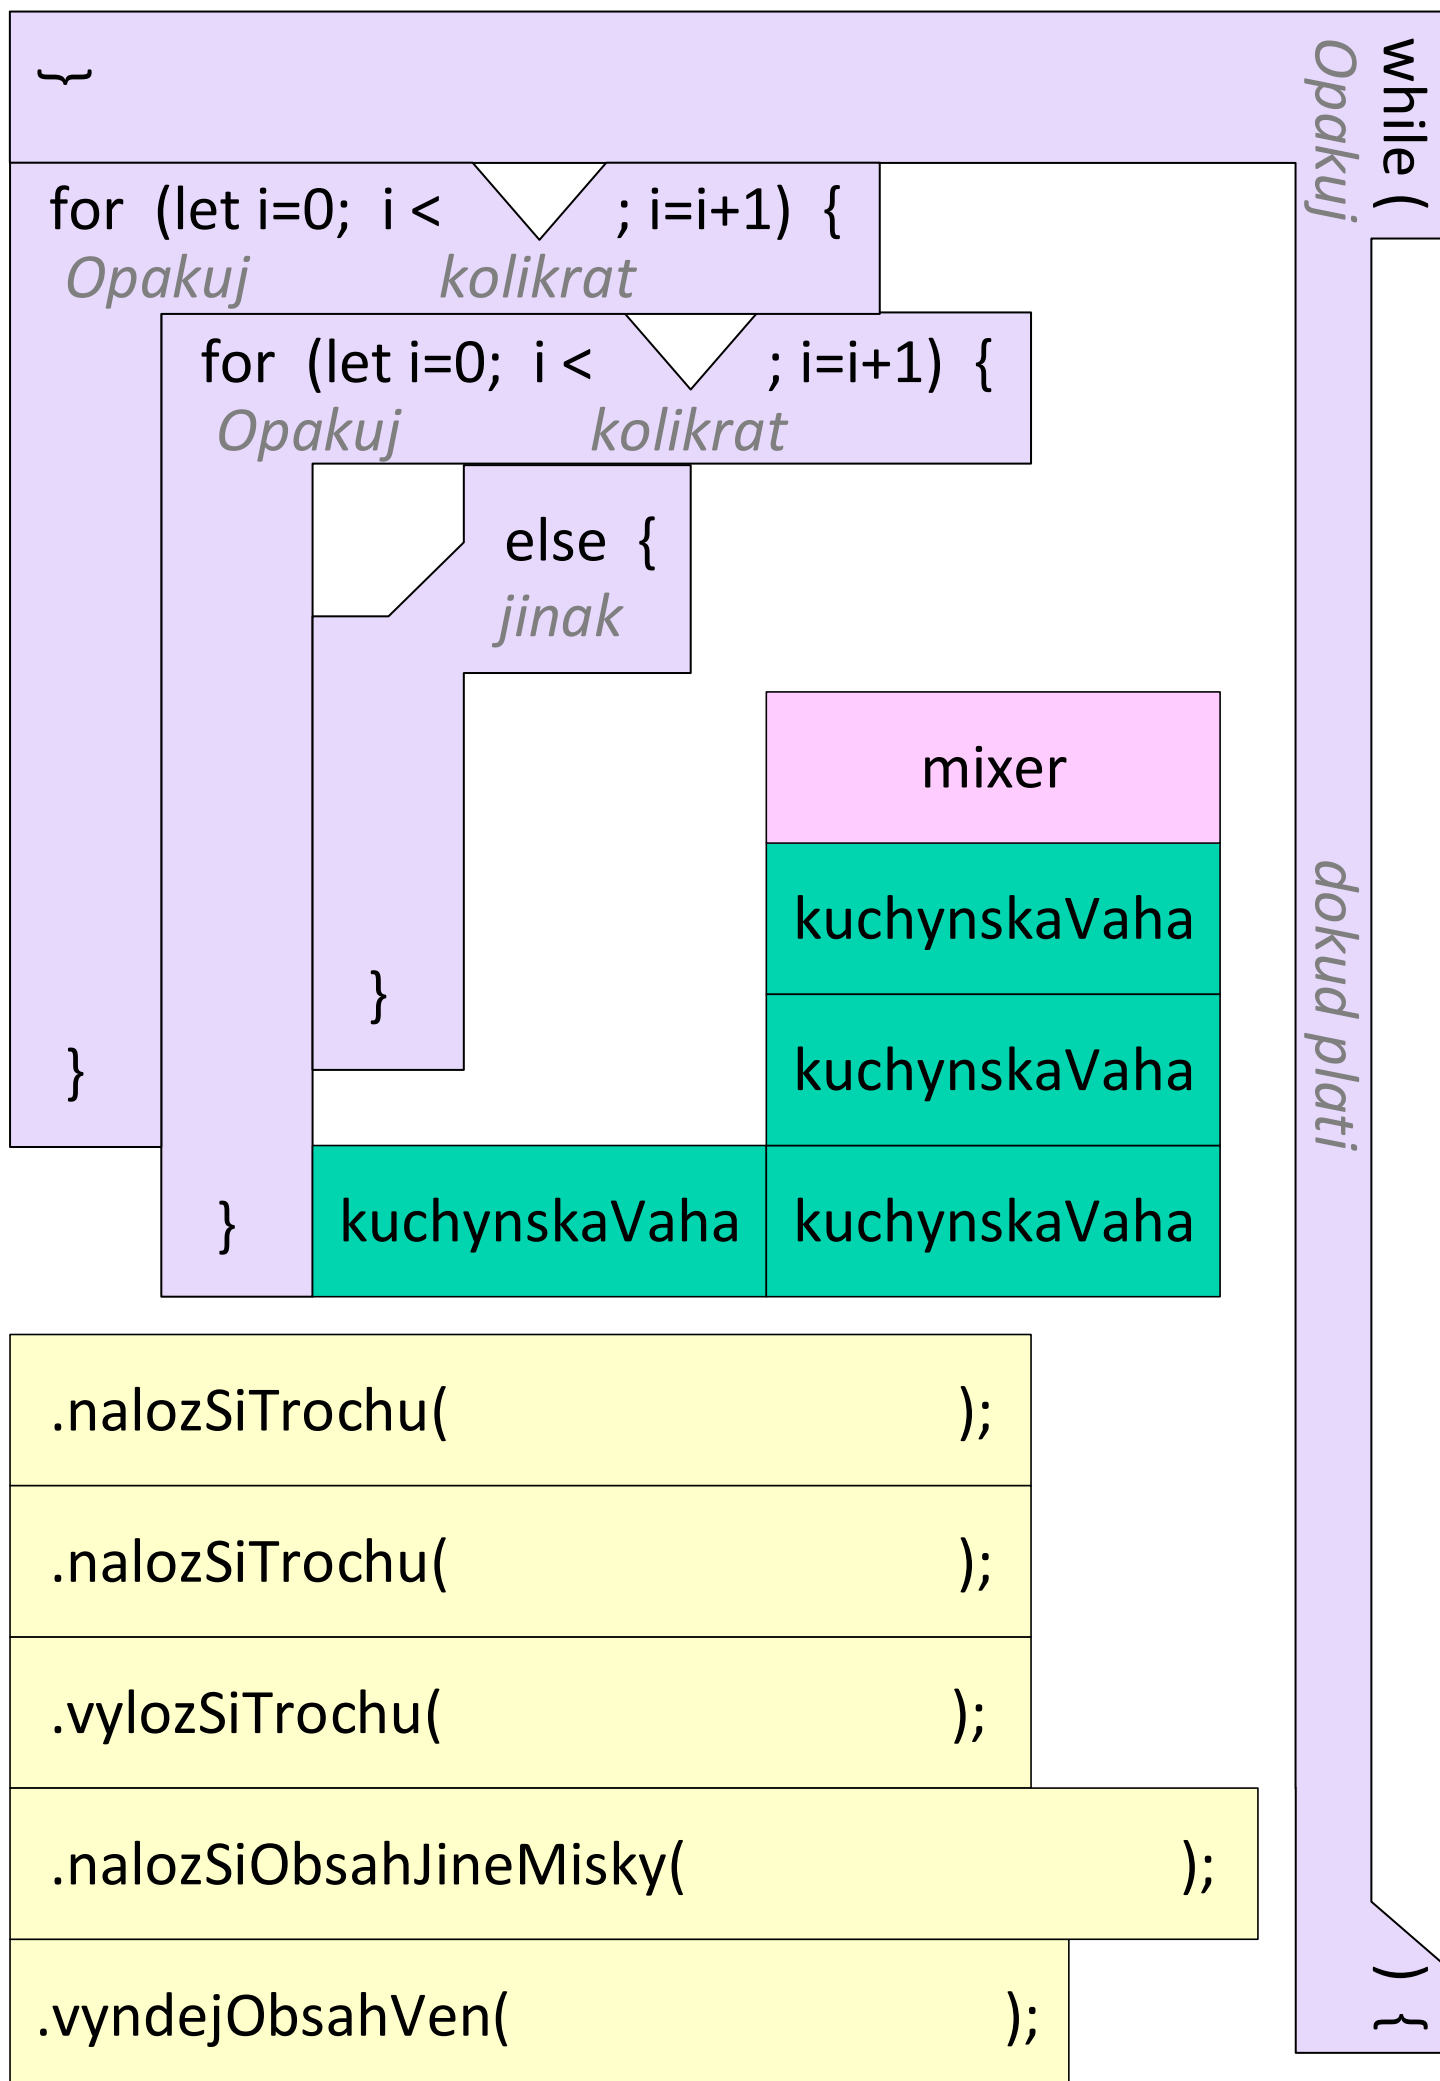 while ( ) {
Opakuj dokud plati
}
for (let i=0; i < ; i=i+1) {
Opakuj kolikrat
for (let i=0; i < ; i=i+1) {
Opakuj kolikrat
else {
jinak
mixer
kuchynskaVaha
}
kuchynskaVaha
}
} kuchynskaVaha kuchynskaVaha
.nalozSiTrochu( );
.nalozSiTrochu( );
.vylozSiTrochu( );
.nalozSiObsahJineMisky( );
.vyndejObsahVen( );